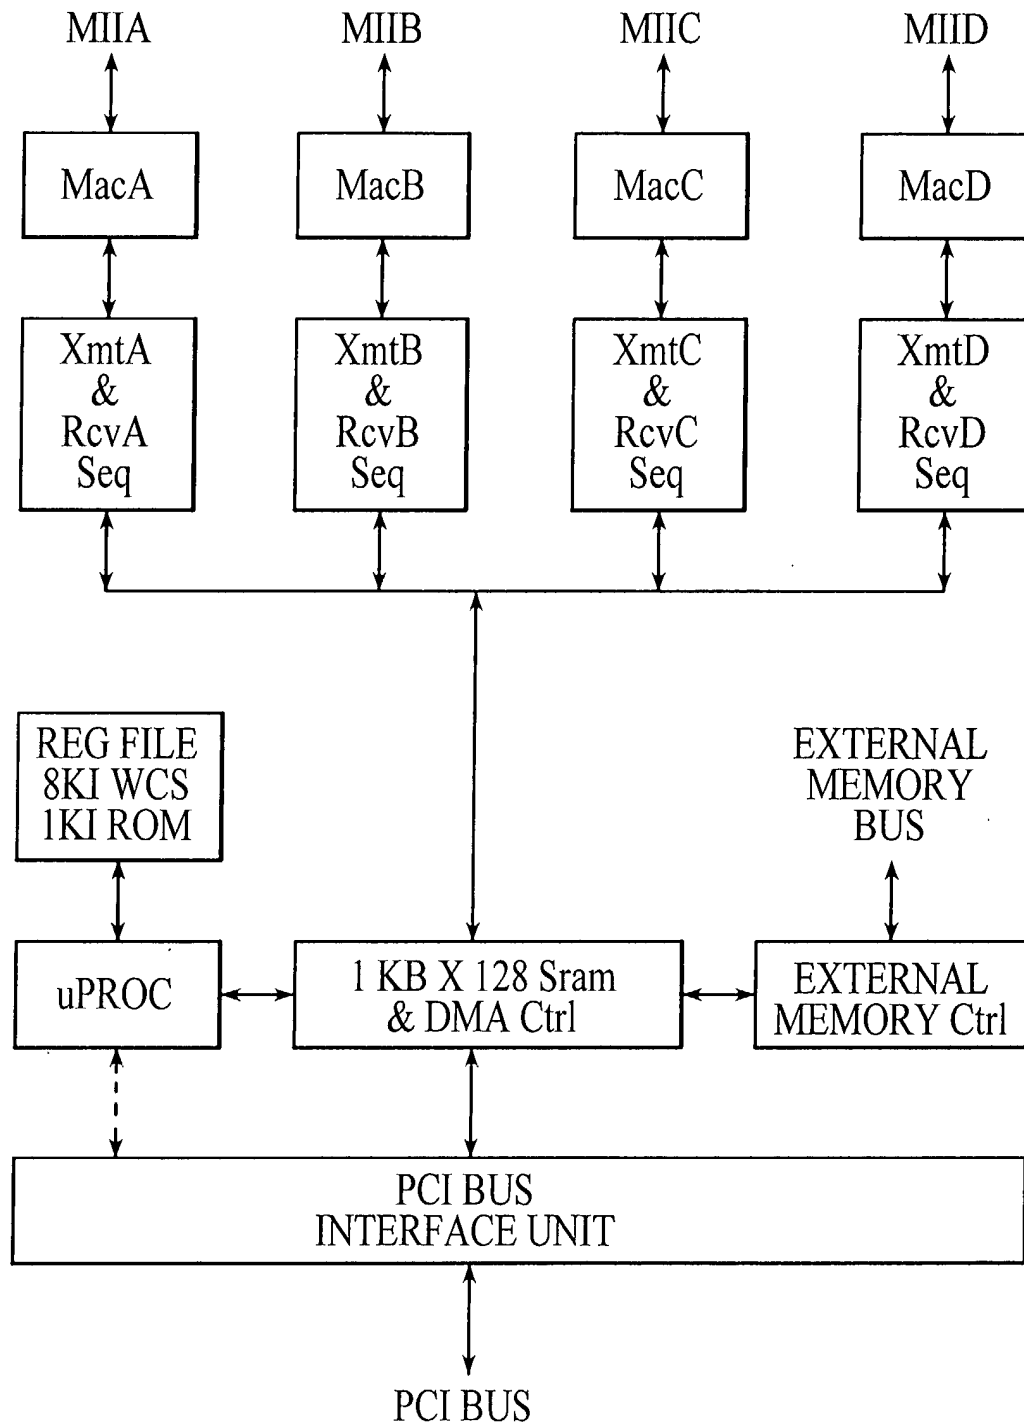 MIIA MIIB MIIC MIID
MacA MacB MacC MacD
XmtA
&
RcvA
Seq
XmtB
&
RcvB
Seq
XmtC
&
RcvC
Seq
XmtD
&
RcvD
Seq
REG FILE
8KI WCS
1KI ROM
EXTERNAL
MEMORY
BUS
uPROC
1 KB X 128 Sram
& DMA Ctrl
EXTERNAL
MEMORY Ctrl
PCI BUS
INTERFACE UNIT
PCI BUS